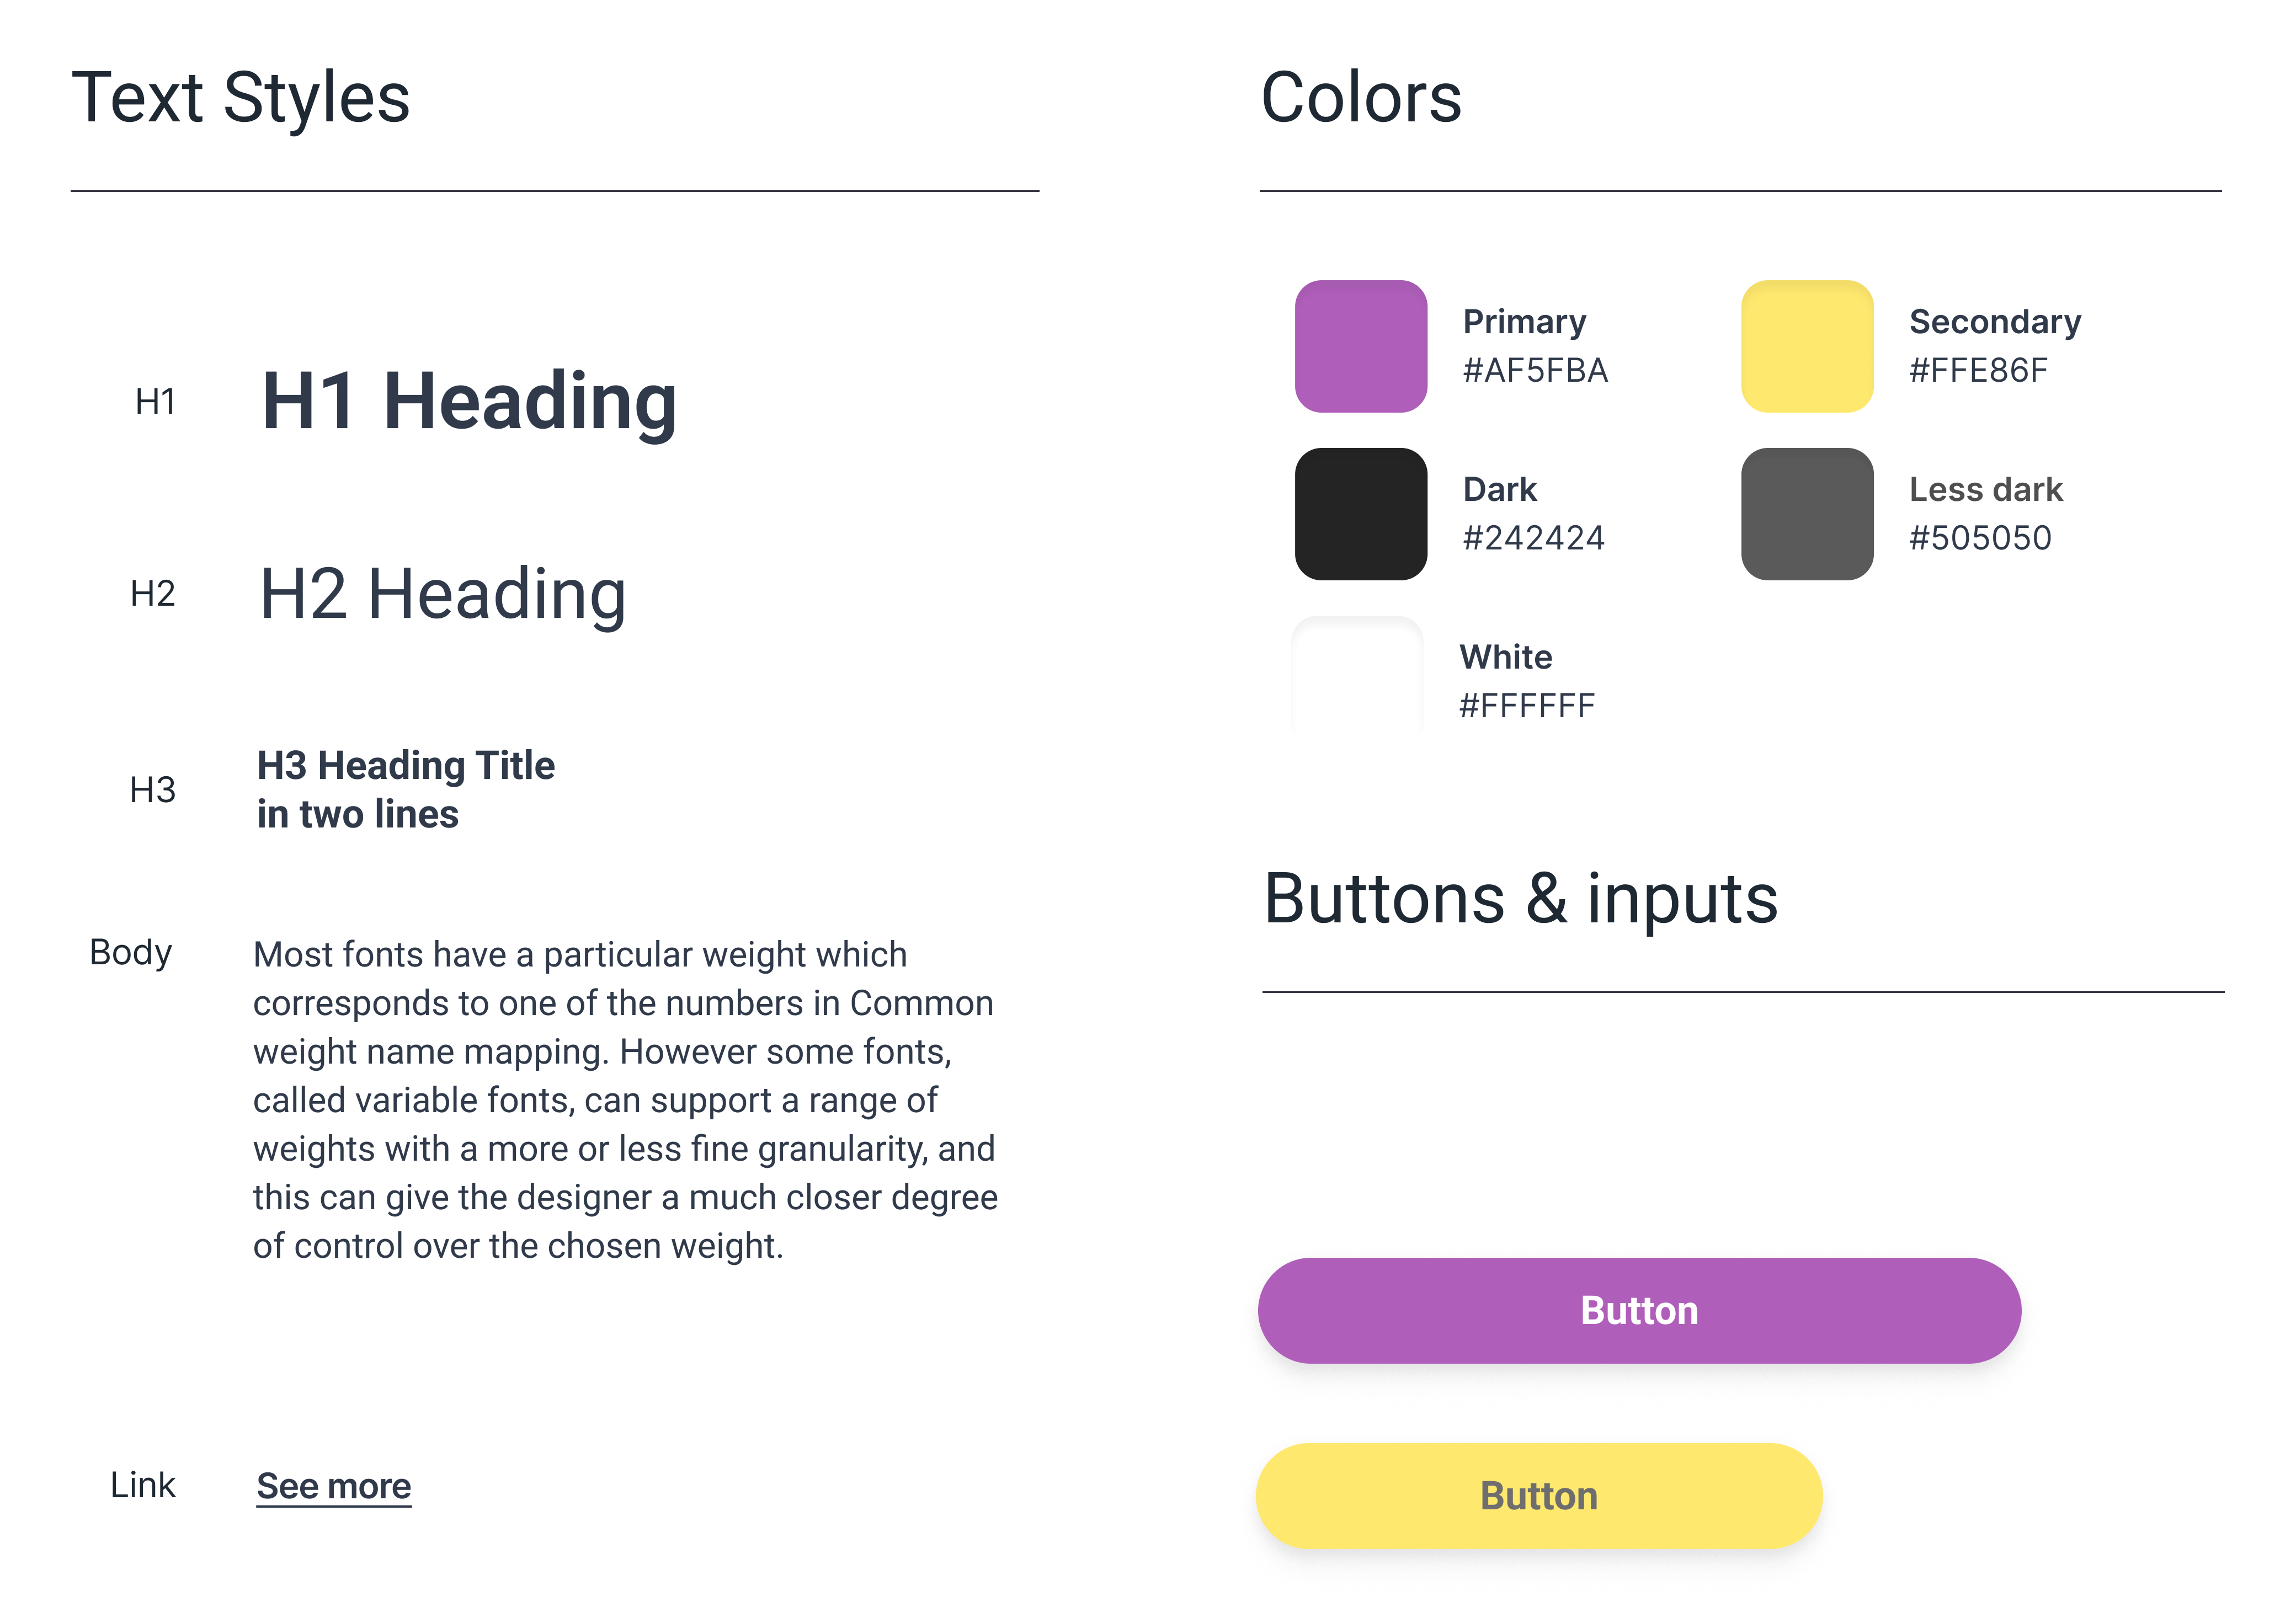 Text Styles
H1
H1 Heading
H2
H2 Heading
H3
H3 Heading Title
in two lines
Body
Most fonts have a particular weight which
corresponds to one of the numbers in Common
weight name mapping. However some fonts,
called variable fonts, can support a range of
weights with a more or less fine granularity, and
this can give the designer a much closer degree
of control over the chosen weight.
Link
See more
Colors
Primary
#AF5FBA
Secondary
#FFE86F
Dark
#242424
Less dark
#505050
White
#FFFFFF
Buttons & inputs
Button
Button